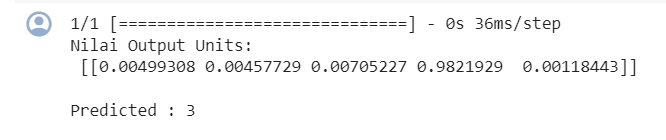 1/1 [==============================] - 0s 36ms/step
Nilai Output Units:
[[0.00499308 0.00457729 0.00705227 0.9821929  0.00118443]]
Predicted : 3